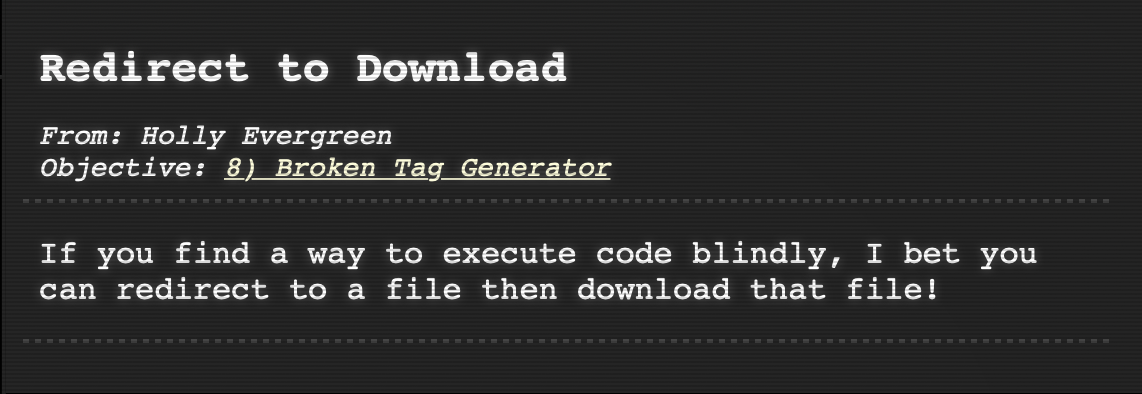 Redirect to Download
From: Holly Evergreen
Objective: 8) Broken Tag Generator
If you find a way to execute code blindly, I bet you
can redirect to a file then download that file!